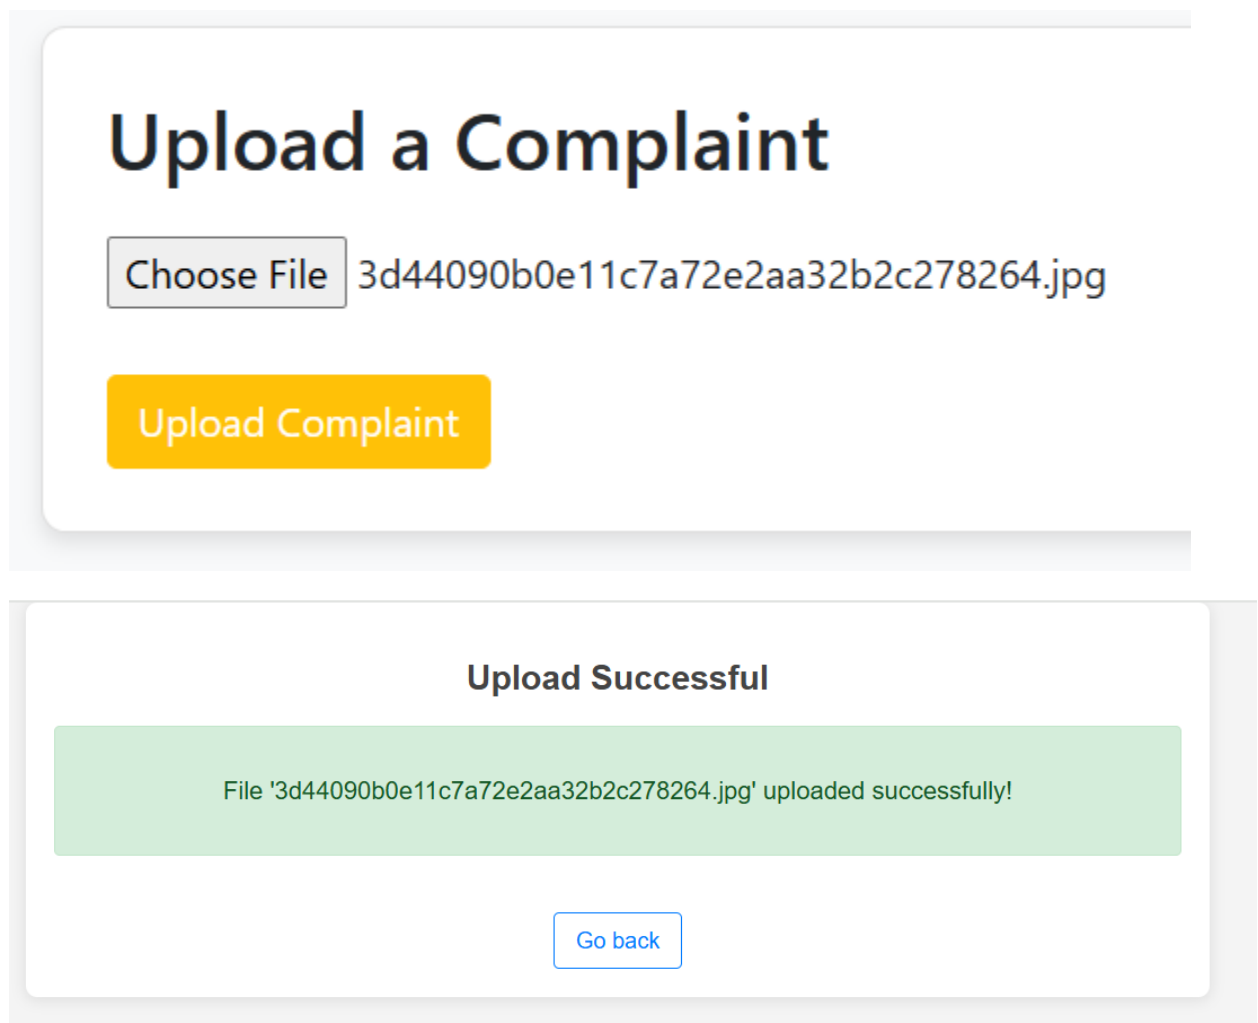 Upload a Complaint
Choose File 3d44090b0e11c7a72e2aa32b2c278264.jpg
Upload Complaint
Upload Successful
File '3d44090b0e11c7a72e2aa32b2c278264.jpg' uploaded successfully!
Go back